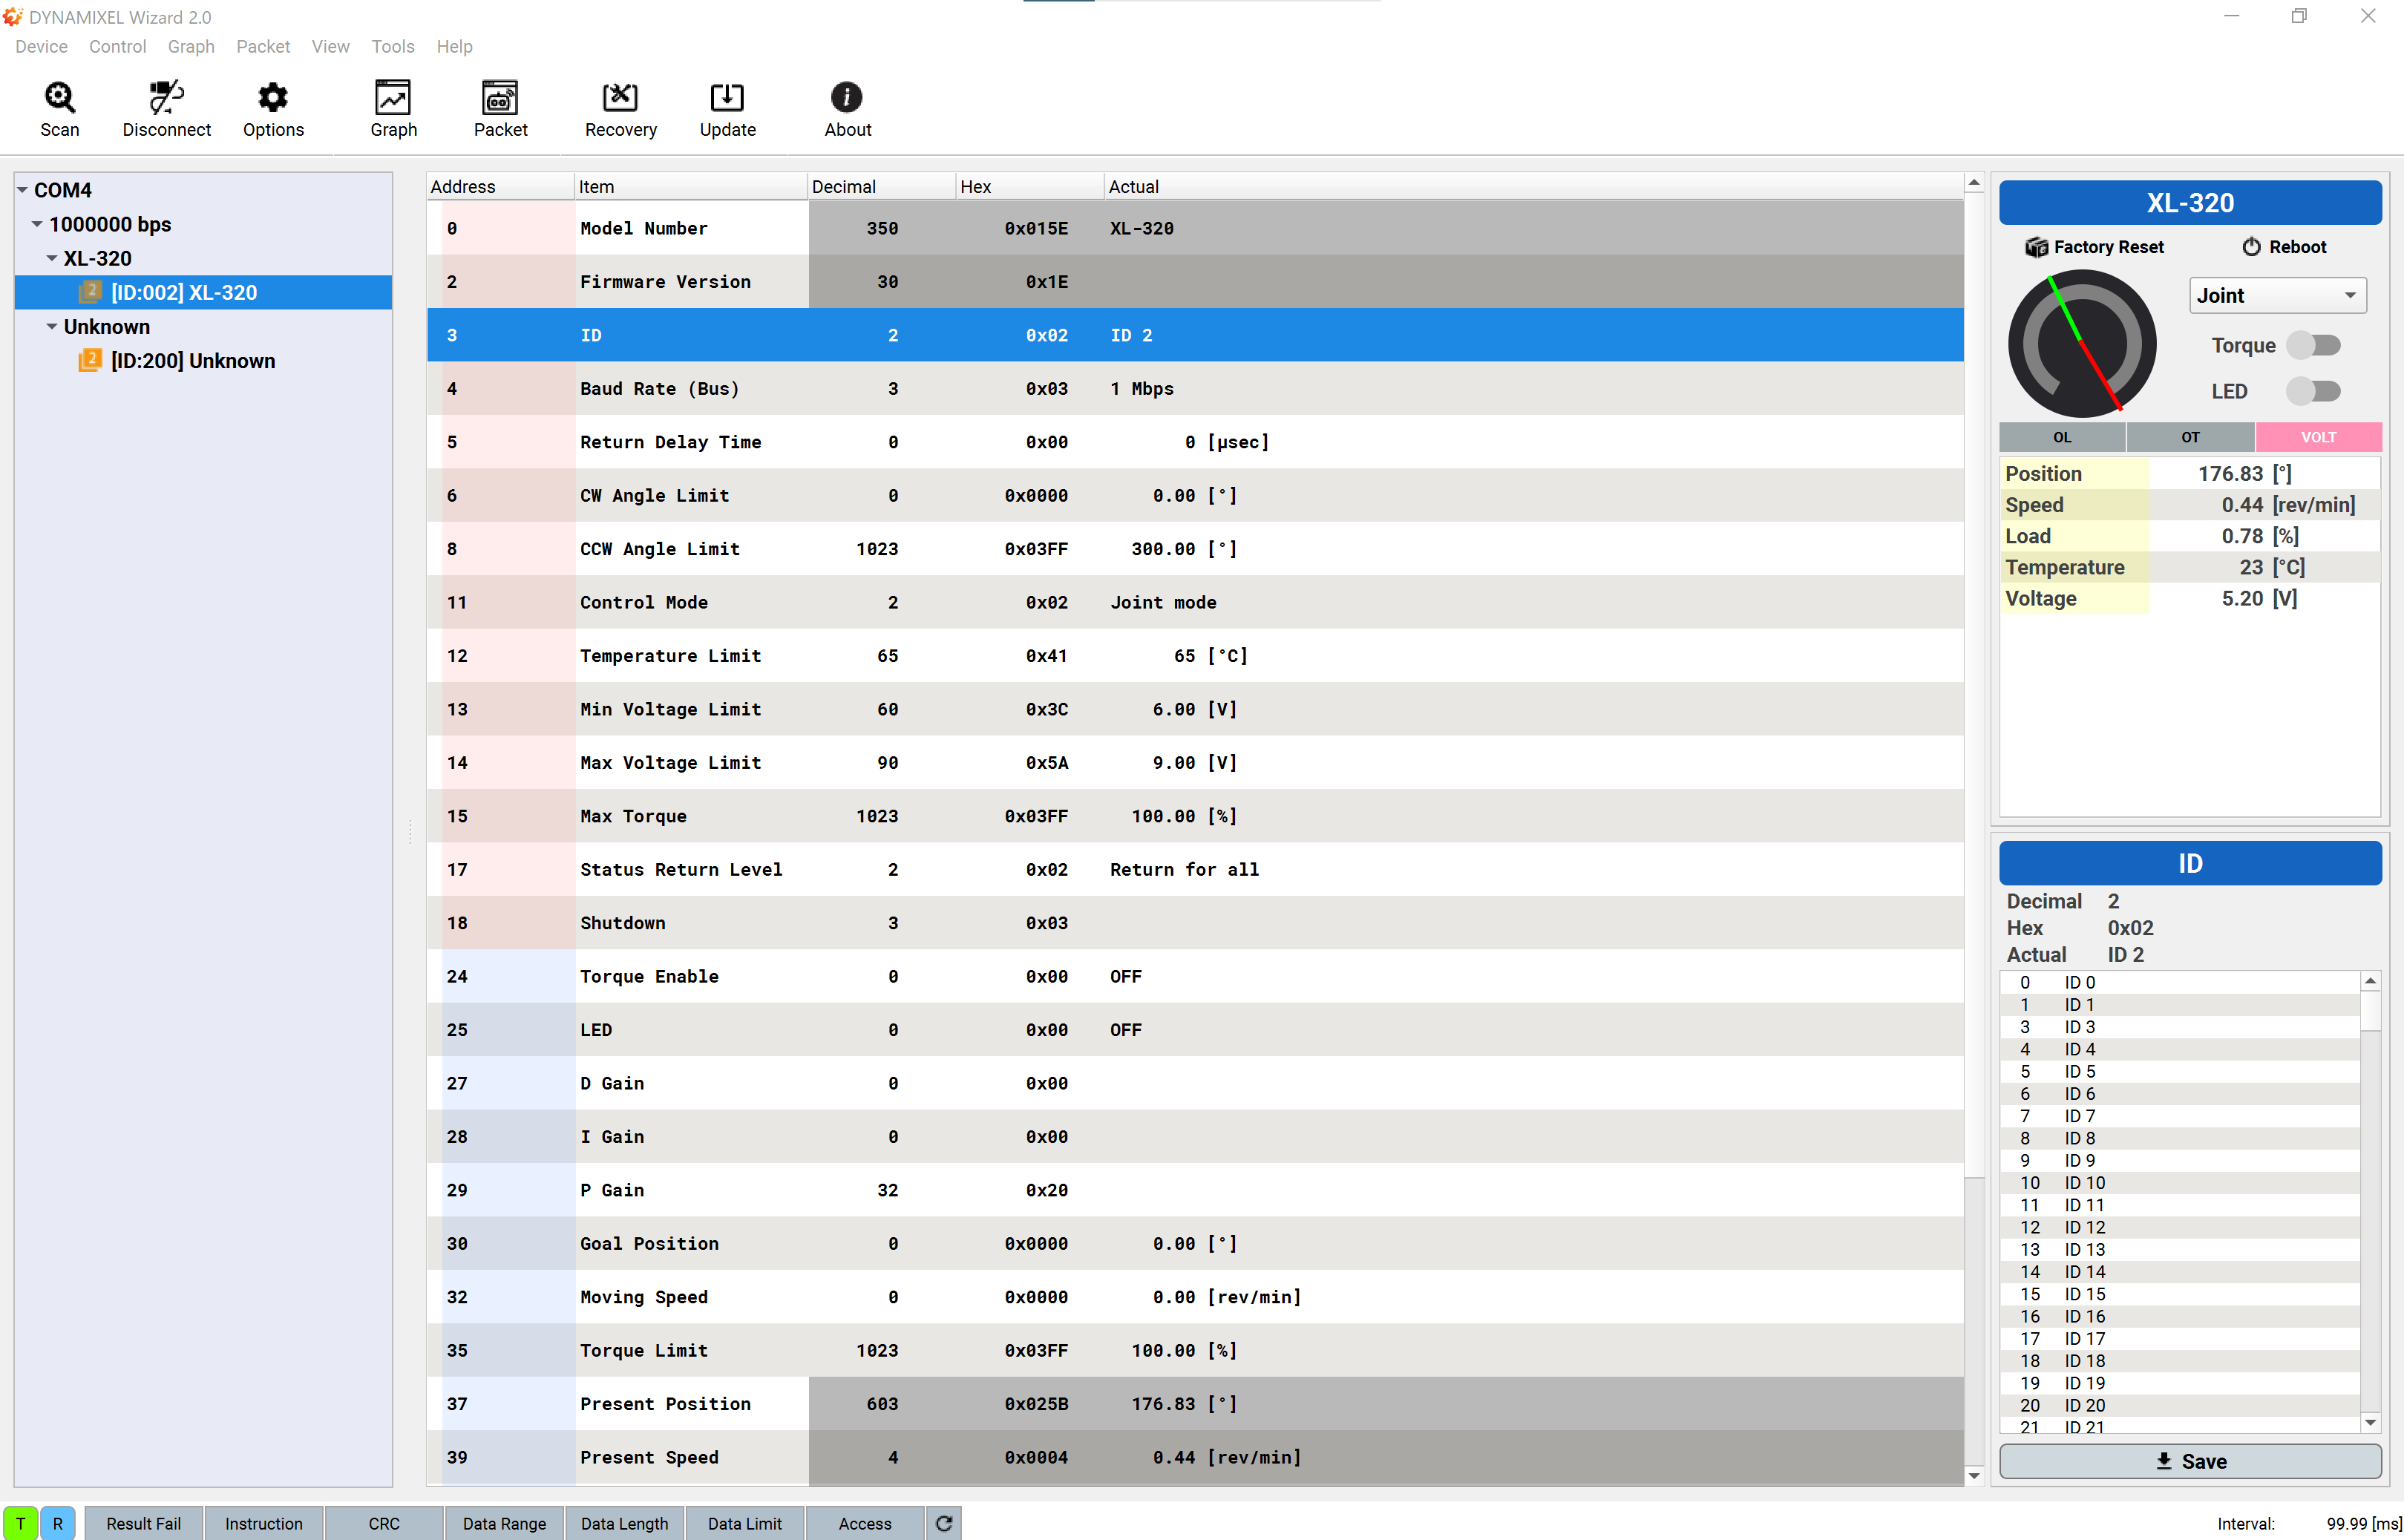 DYNAMIXEL Wizard 2.0
Device Control Graph Packet View Tools Help
Scan Disconnect Options Graph Packet Recovery Update About
COM4
1000000 bps
XL-320
2 [ID:002] XL-320
Unknown
2 [ID:200] Unknown
Address Item Decimal Hex Actual
0 Model Number 350 0x015E XL-320
2 Firmware Version 30 0x1E
3 ID 2 0x02 ID 2
4 Baud Rate (Bus) 3 0x03 1 Mbps
5 Return Delay Time 0 0x00 0 [µsec]
6 CW Angle Limit 0 0x0000 0.00 [°]
8 CCW Angle Limit 1023 0x03FF 300.00 [°]
11 Control Mode 2 0x02 Joint mode
12 Temperature Limit 65 0x41 65 [°C]
13 Min Voltage Limit 60 0x3C 6.00 [V]
14 Max Voltage Limit 90 0x5A 9.00 [V]
15 Max Torque 1023 0x03FF 100.00 [%]
17 Status Return Level 2 0x02 Return for all
18 Shutdown 3 0x03
24 Torque Enable 0 0x00 OFF
25 LED 0 0x00 OFF
27 D Gain 0 0x00
28 I Gain 0 0x00
29 P Gain 32 0x20
30 Goal Position 0 0x0000 0.00 [°]
32 Moving Speed 0 0x0000 0.00 [rev/min]
35 Torque Limit 1023 0x03FF 100.00 [%]
37 Present Position 603 0x025B 176.83 [°]
39 Present Speed 4 0x0004 0.44 [rev/min]
XL-320
Factory Reset Reboot
Joint
Torque
LED
OL OT VOLT
Position 176.83 [°]
Speed 0.44 [rev/min]
Load 0.78 [%]
Temperature 23 [°C]
Voltage 5.20 [V]
ID
Decimal 2
Hex 0x02
Actual ID 2
0 ID 0
1 ID 1
3 ID 3
4 ID 4
5 ID 5
6 ID 6
7 ID 7
8 ID 8
9 ID 9
10 ID 10
11 ID 11
12 ID 12
13 ID 13
14 ID 14
15 ID 15
16 ID 16
17 ID 17
18 ID 18
19 ID 19
20 ID 20
21 ID 21
Save
T R Result Fail Instruction CRC Data Range Data Length Data Limit Access Interval: 99.99 [ms]